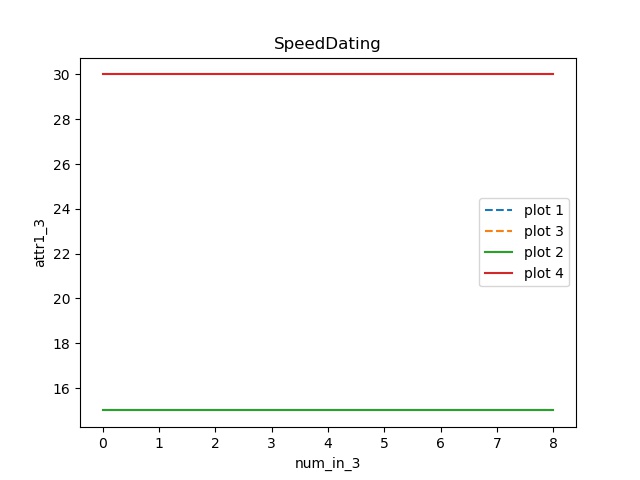 SpeedDating
30
28
26
24
22
20
18
16
attr1_3
plot 1
plot 3
plot 2
plot 4
0 1 2 3 4 5 6 7 8
num_in_3